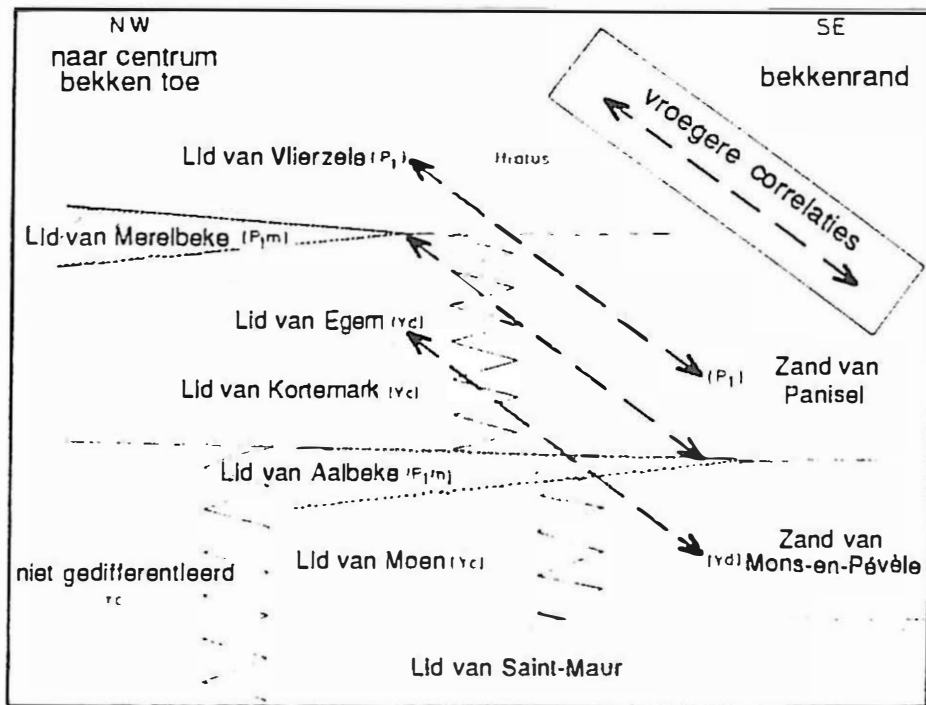 NW
naar centrum
bekken toe
SE
bekkenrand
vroegere correlaties
Lid van Vlierzele (P1)
Hiatus
Lid van Merelbeke (P1m)
Lid van Egem (Yd)
(P1)
Zand van
Panisel
Lid van Kortemark (Yc)
Lid van Aalbeke (P1m)
Lid van Moen (Yc)
(Yd)
Zand van
Mons-en-Pévèle
niet gedifferentieerd
Yc
Lid van Saint-Maur